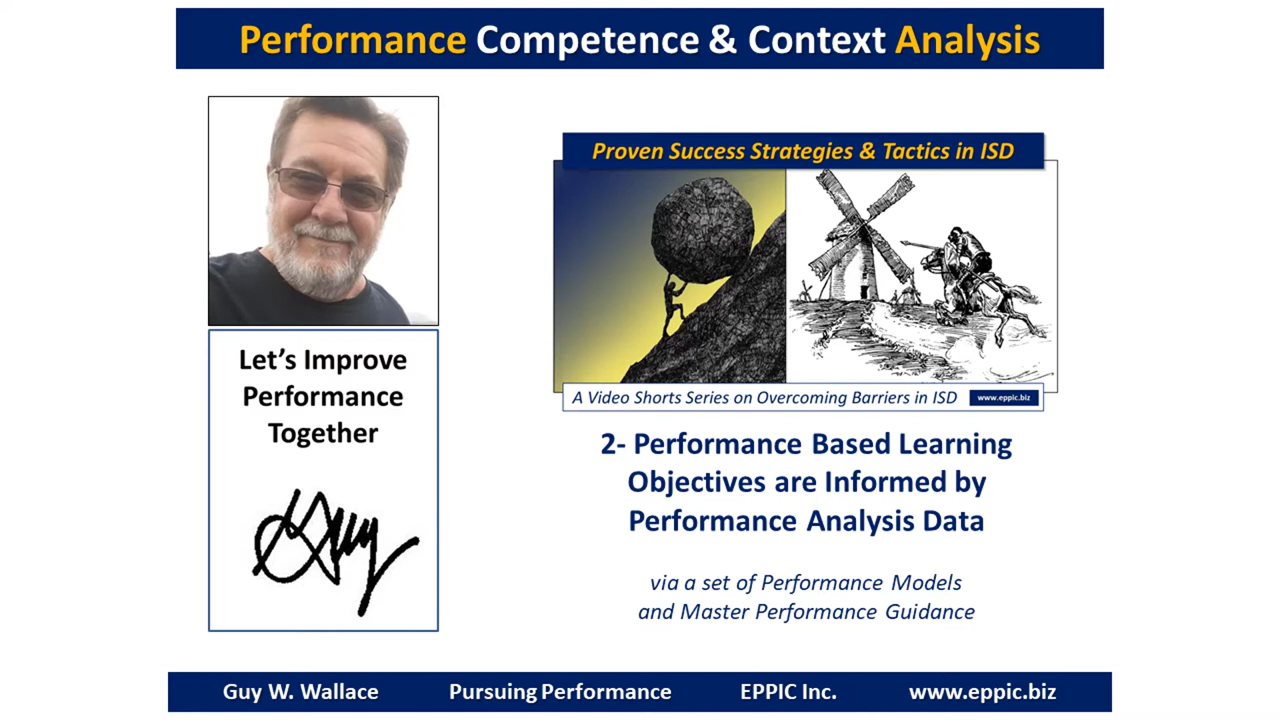 Performance Competence & Context Analysis
Proven Success Strategies & Tactics in ISD
A Video Shorts Series on Overcoming Barriers in ISD www.eppic.biz
Let's Improve
Performance
Together
Guy
2- Performance Based Learning
Objectives are Informed by
Performance Analysis Data
via a set of Performance Models
and Master Performance Guidance
Guy W. Wallace Pursuing Performance EPPIC Inc. www.eppic.biz